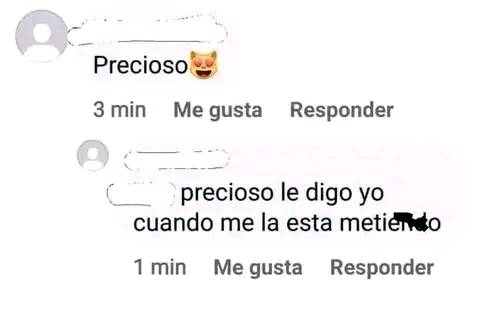 Precioso😻
3 min Me gusta Responder
precioso le digo yo
cuando me la esta metiendo
1 min Me gusta Responder